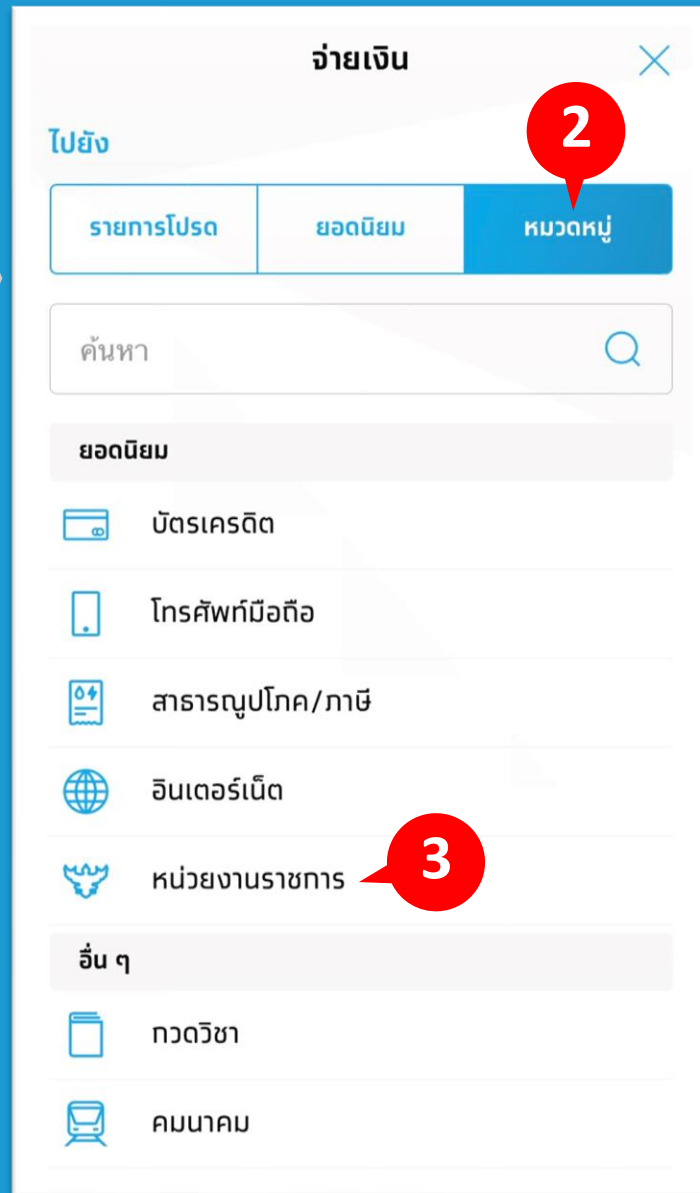 จ่ายเงิน
ไปยัง
2
รายการโปรด ยอดนิยม หมวดหมู่
ค้นหา
ยอดนิยม
บัตรเครดิต
โทรศัพท์มือถือ
สาธารณูปโภค/ภาษี
อินเตอร์เน็ต
หน่วยงานราชการ 3
อื่น ๆ
กวดวิชา
คมนาคม